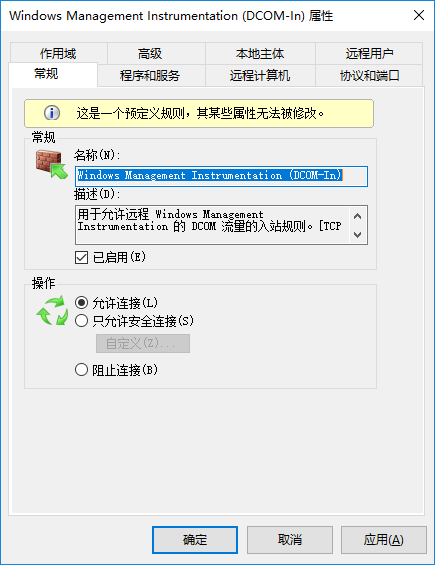 Windows Management Instrumentation (DCOM-In) 属性
作用域 高级 本地主体 远程用户
常规 程序和服务 远程计算机 协议和端口
这是一个预定义规则，其某些属性无法被修改。
常规
名称(N):
Windows Management Instrumentation (DCOM-In)
描述(D):
用于允许远程 Windows Management
Instrumentation 的 DCOM 流量的入站规则。[TCP
已启用(E)
操作
允许连接(L)
只允许安全连接(S)
自定义(Z)...
阻止连接(B)
确定 取消 应用(A)